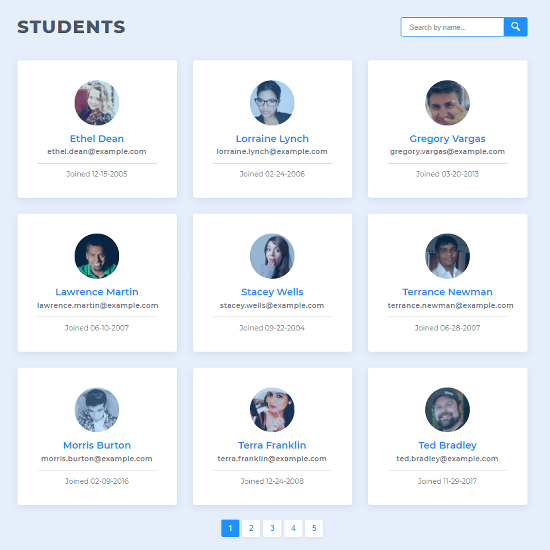 STUDENTS
Search by name...
Ethel Dean
ethel.dean@example.com
Joined 12-15-2005
Lorraine Lynch
lorraine.lynch@example.com
Joined 02-24-2006
Gregory Vargas
gregory.vargas@example.com
Joined 03-20-2013
Lawrence Martin
lawrence.martin@example.com
Joined 06-10-2007
Stacey Wells
stacey.wells@example.com
Joined 09-22-2004
Terrance Newman
terrance.newman@example.com
Joined 06-28-2007
Morris Burton
morris.burton@example.com
Joined 02-09-2016
Terra Franklin
terra.franklin@example.com
Joined 12-24-2008
Ted Bradley
ted.bradley@example.com
Joined 11-29-2017
1 2 3 4 5